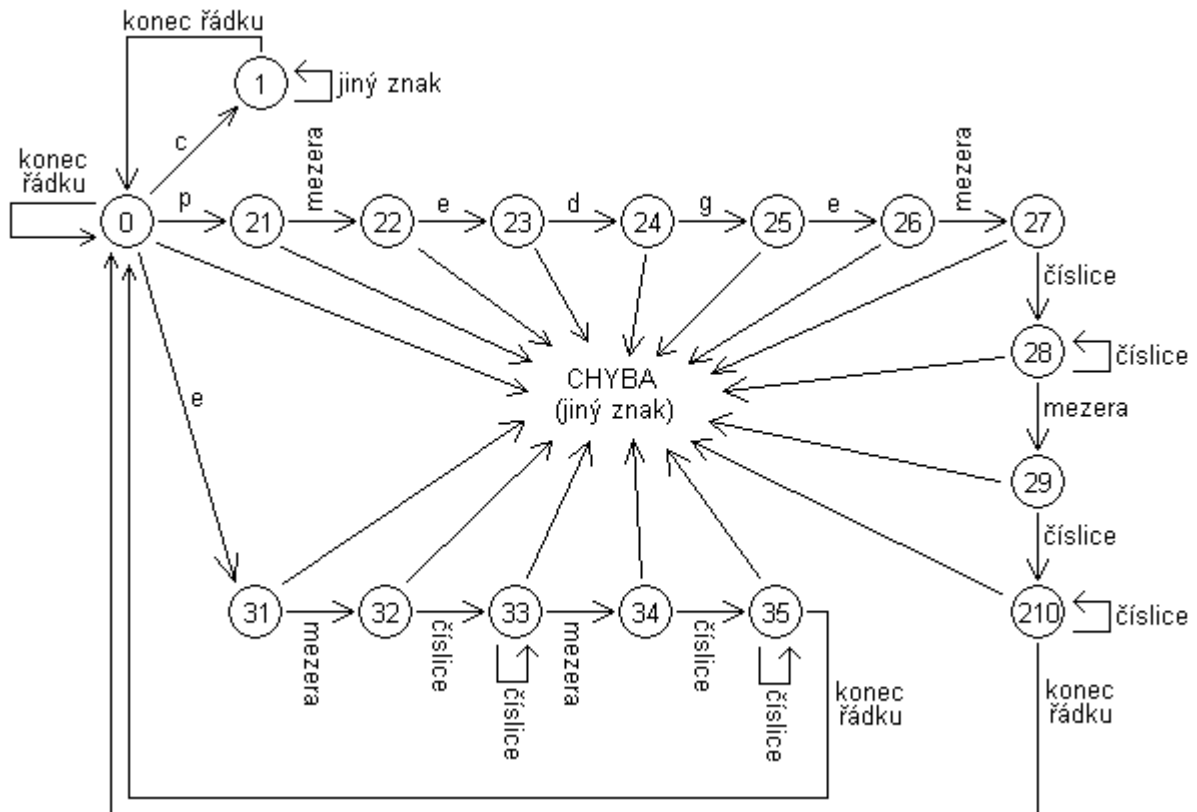 konec řádku
1
jiný znak
c
konec
řádku
mezera
mezera
p
e
d
g
e
0
21
22
23
24
25
26
27
číslice
28
číslice
CHYBA
(jiný znak)
mezera
e
29
číslice
31
32
33
34
35
210
číslice
mezera
číslice
číslice
mezera
číslice
číslice
konec
řádku
konec
řádku